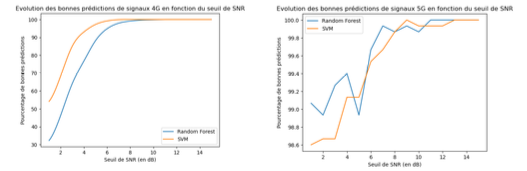 Evolution des bonnes prédictions de signaux 4G en fonction du seuil de SNR
Pourcentage de bonnes prédictions
100
90
80
70
60
50
40
30
2 4 6 8 10 12 14
Seuil de SNR (en dB)
Random Forest
SVM
Evolution des bonnes prédictions de signaux 5G en fonction du seuil de SNR
Random Forest
SVM
Pourcentage de bonnes prédictions
100.0
99.8
99.6
99.4
99.2
99.0
98.8
98.6
2 4 6 8 10 12 14
Seuil de SNR (en dB)